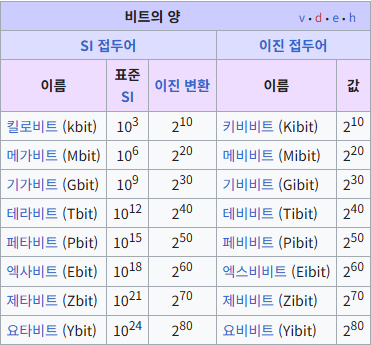 비트의 양 v • d • e • h
SI 접두어 이진 접두어
이름 표준 SI 이진 변환 이름 값
킬로비트 (kbit) 10^3 2^10 키비비트 (Kibit) 2^10
메가비트 (Mbit) 10^6 2^20 메비비트 (Mibit) 2^20
기가비트 (Gbit) 10^9 2^30 기비비트 (Gibit) 2^30
테라비트 (Tbit) 10^12 2^40 테비비트 (Tibit) 2^40
페타비트 (Pbit) 10^15 2^50 페비비트 (Pibit) 2^50
엑사비트 (Ebit) 10^18 2^60 엑스비비트 (Eibit) 2^60
제타비트 (Zbit) 10^21 2^70 제비비트 (Zibit) 2^70
요타비트 (Ybit) 10^24 2^80 요비비트 (Yibit) 2^80